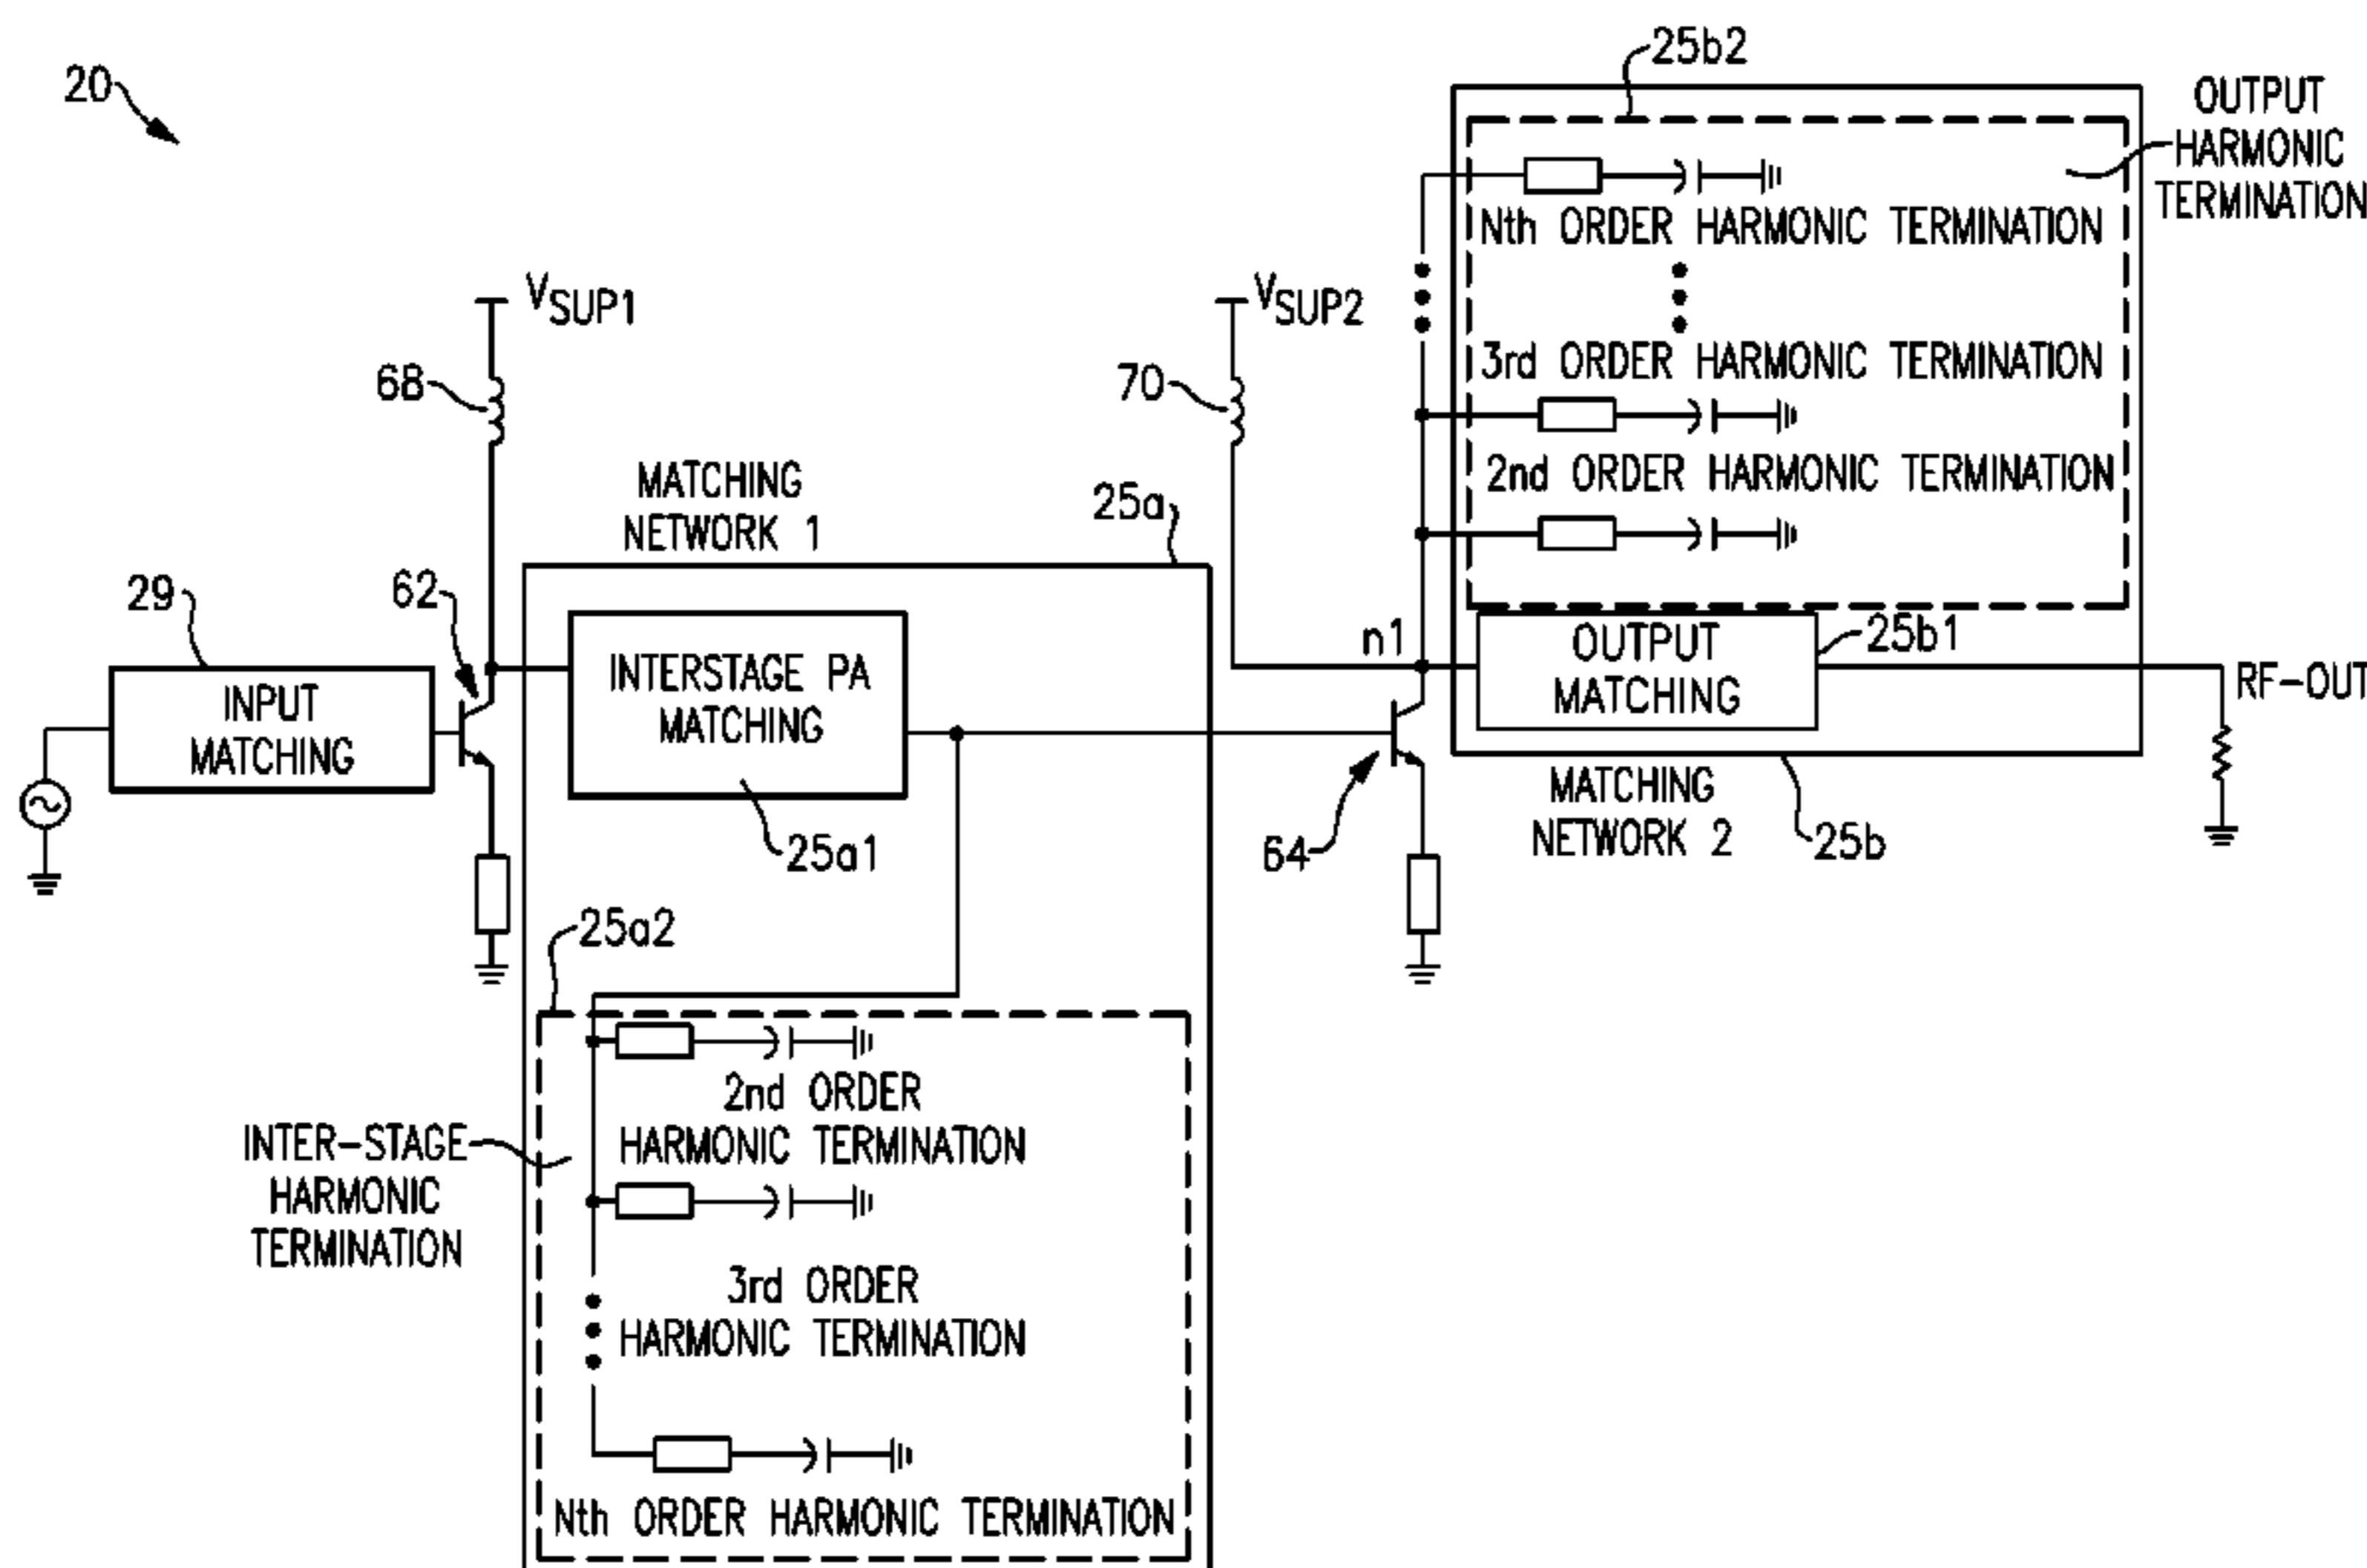 20
25b2
OUTPUT
HARMONIC
TERMINATION
Nth ORDER HARMONIC TERMINATION
VSUP1
VSUP2
3rd ORDER HARMONIC TERMINATION
68
70
2nd ORDER HARMONIC TERMINATION
MATCHING
NETWORK 1
25a
29
62
n1
OUTPUT
MATCHING
25b1
INPUT
MATCHING
INTERSTAGE PA
MATCHING
RF-OUT
MATCHING
NETWORK 2
25a1
64
25b
25a2
2nd ORDER
HARMONIC TERMINATION
INTER-STAGE
HARMONIC
TERMINATION
3rd ORDER
HARMONIC TERMINATION
Nth ORDER HARMONIC TERMINATION